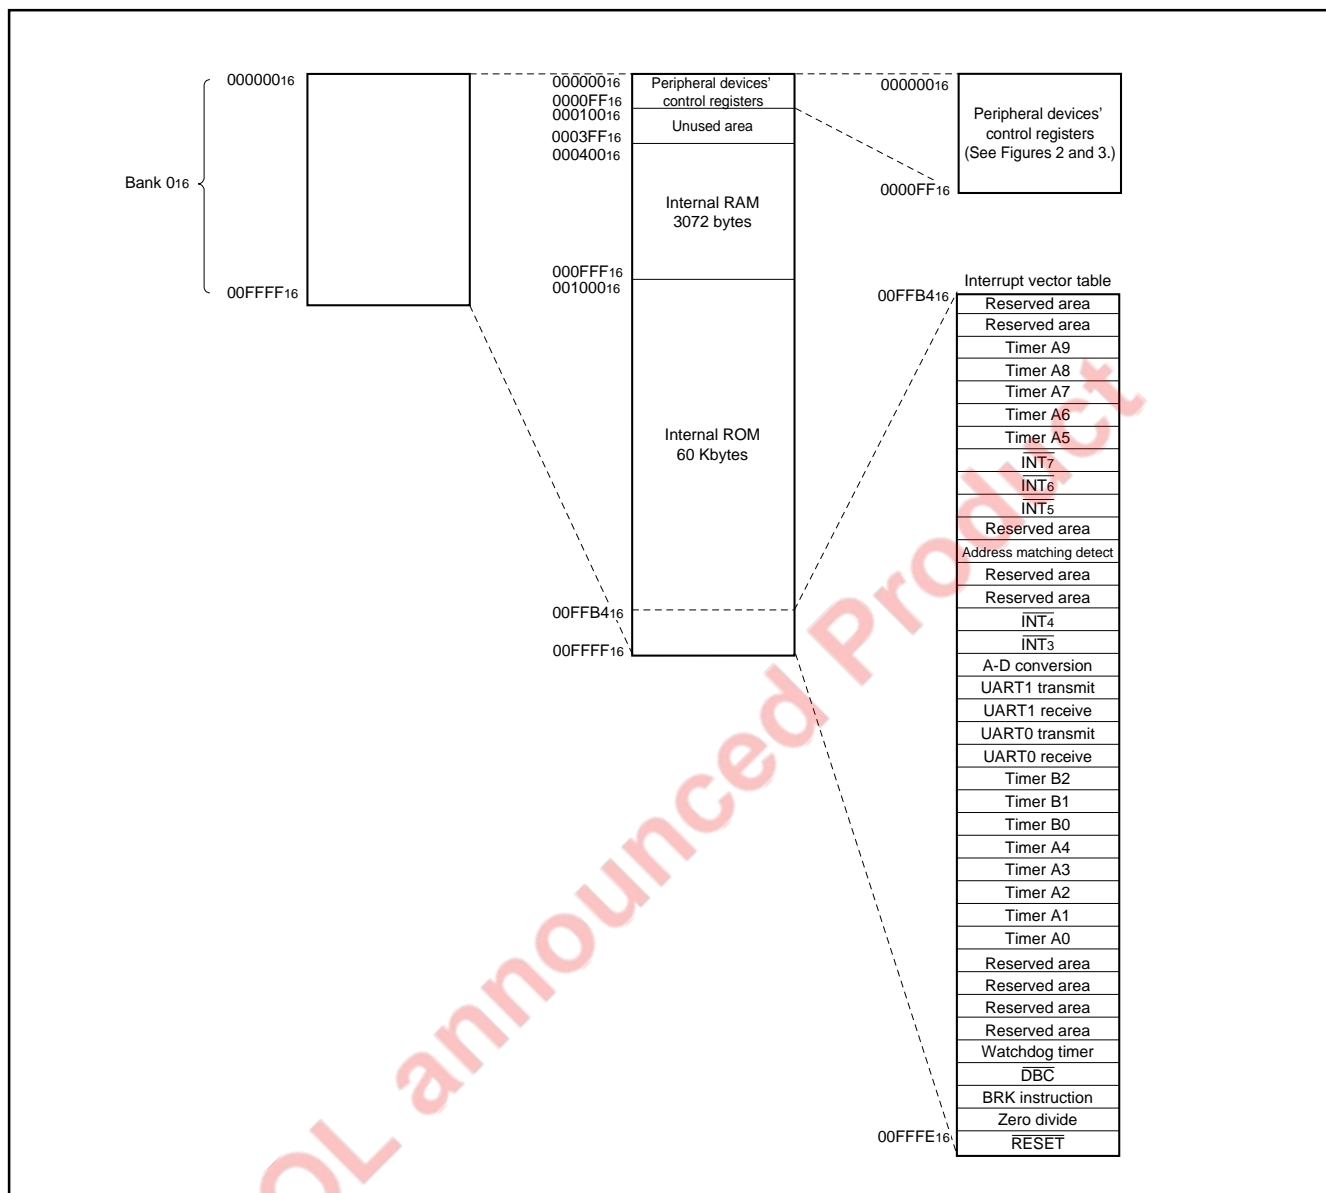 Bank 016
00000016
00FFFF16
00000016
0000FF16
00010016
0003FF16
00040016
000FFF16
00100016
00FFB416
00FFFF16
Peripheral devices'
control registers
Unused area
Internal RAM
3072 bytes
Internal ROM
60 Kbytes
00000016
0000FF16
Peripheral devices'
control registers
(See Figures 2 and 3.)
Interrupt vector table
00FFB416
Reserved area
Reserved area
Timer A9
Timer A8
Timer A7
Timer A6
Timer A5
INT7
INT6
INT5
Reserved area
Address matching detect
Reserved area
Reserved area
INT4
INT3
A-D conversion
UART1 transmit
UART1 receive
UART0 transmit
UART0 receive
Timer B2
Timer B1
Timer B0
Timer A4
Timer A3
Timer A2
Timer A1
Timer A0
Reserved area
Reserved area
Reserved area
Reserved area
Watchdog timer
DBC
BRK instruction
Zero divide
00FFFE16
RESET
OL announced Product